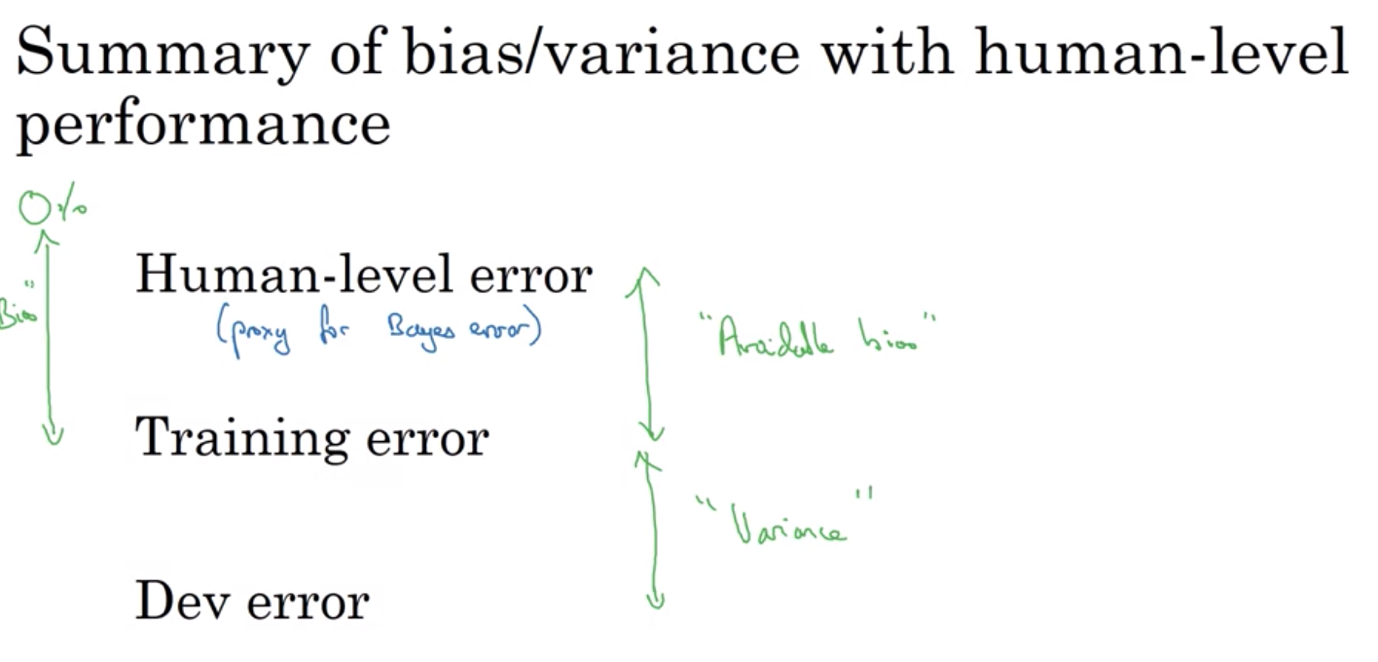 Summary of bias/variance with human-level
performance
0%
Human-level error
(proxy for Bayes error)
Bias"
"Avoidable bias"
Training error
"Variance"
Dev error